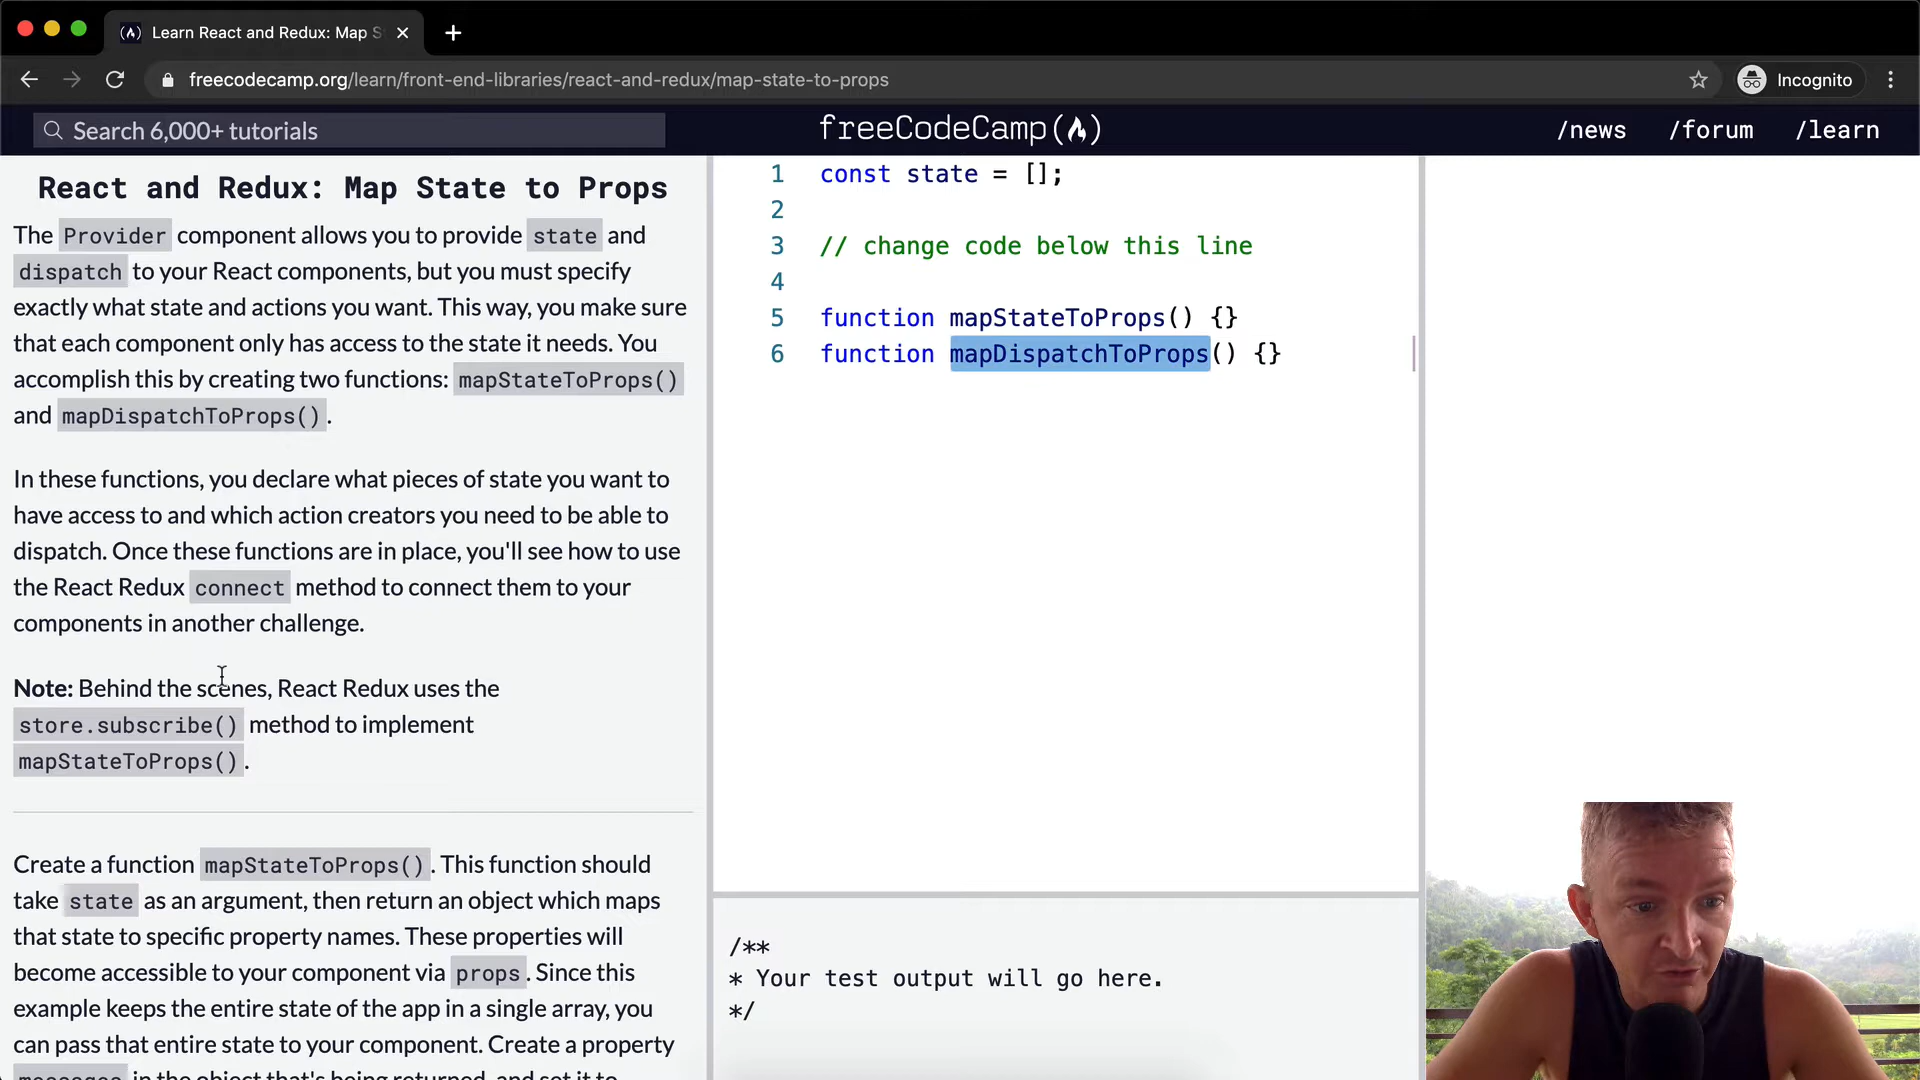 Learn React and Redux: Map S
freecodecamp.org/learn/front-end-libraries/react-and-redux/map-state-to-props
Incognito
Search 6,000+ tutorials
freeCodeCamp(🔥)
/news /forum /learn
React and Redux: Map State to Props
The Provider component allows you to provide state and
dispatch to your React components, but you must specify
exactly what state and actions you want. This way, you make sure
that each component only has access to the state it needs. You
accomplish this by creating two functions: mapStateToProps()
and mapDispatchToProps().
In these functions, you declare what pieces of state you want to
have access to and which action creators you need to be able to
dispatch. Once these functions are in place, you'll see how to use
the React Redux connect method to connect them to your
components in another challenge.
Note: Behind the scenes, React Redux uses the
store.subscribe() method to implement
mapStateToProps().
Create a function mapStateToProps(). This function should
take state as an argument, then return an object which maps
that state to specific property names. These properties will
become accessible to your component via props. Since this
example keeps the entire state of the app in a single array, you
can pass that entire state to your component. Create a property
messages in the object that's being returned, and set it to
1 const state = [];
2
3 // change code below this line
4
5 function mapStateToProps() {}
6 function mapDispatchToProps() {}
/**
* Your test output will go here.
*/